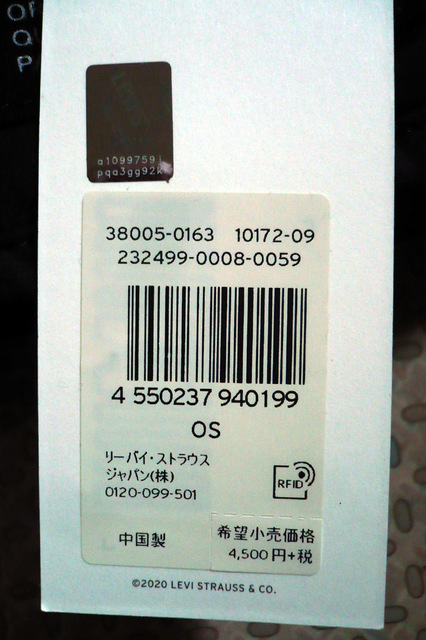 a1099759j
pqa3gg92k
38005-0163 10172-09
232499-0008-0059
4 550237 940199
OS
リーバイ・ストラウス
ジャパン(株)
0120-099-501
RFID
中国製
希望小売価格
4,500円+税
©2020 LEVI STRAUSS & CO.